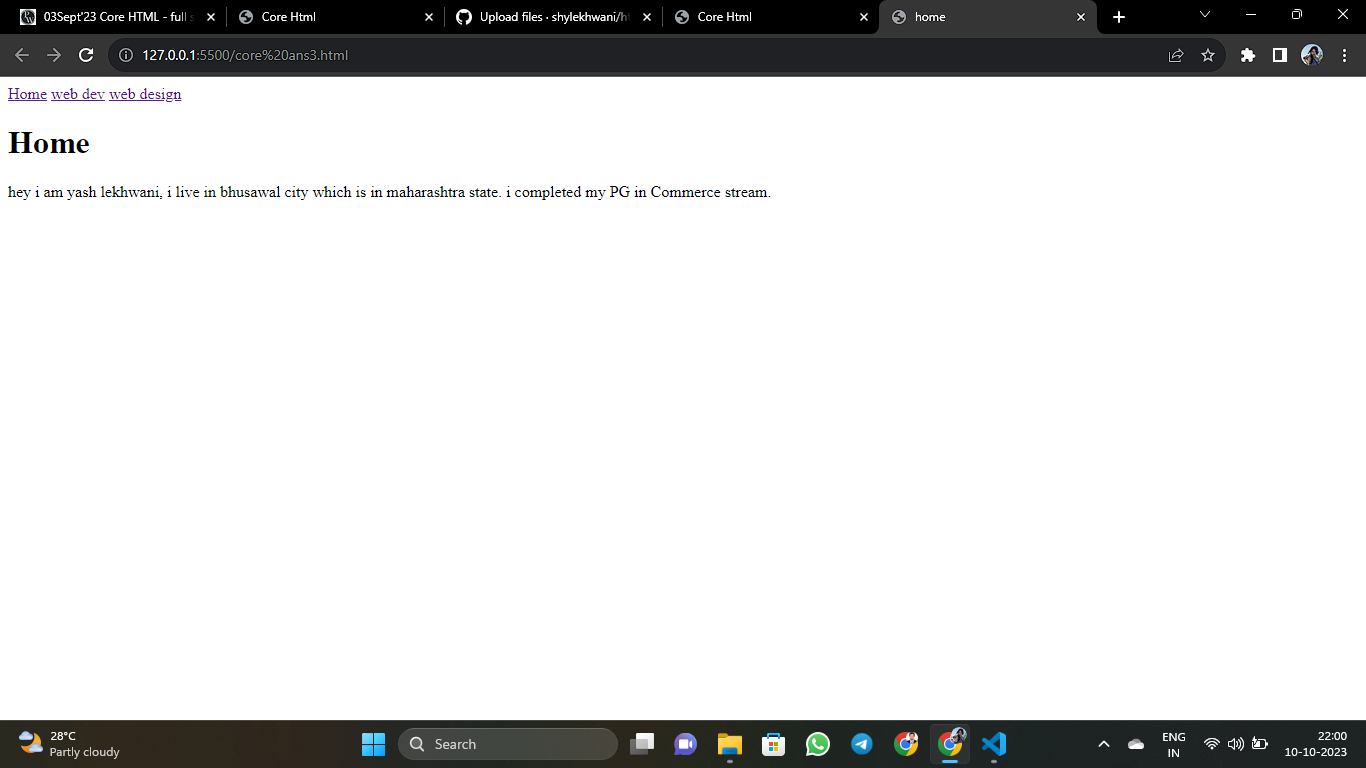 03Sept'23 Core HTML - full s
Core Html
Upload files · shylekhwani/ht
Core Html
home
127.0.0.1:5500/core%20ans3.html
Home web dev web design
Home
hey i am yash lekhwani, i live in bhusawal city which is in maharashtra state. i completed my PG in Commerce stream.
28°C
Partly cloudy
Search
ENG
IN
22:00
10-10-2023